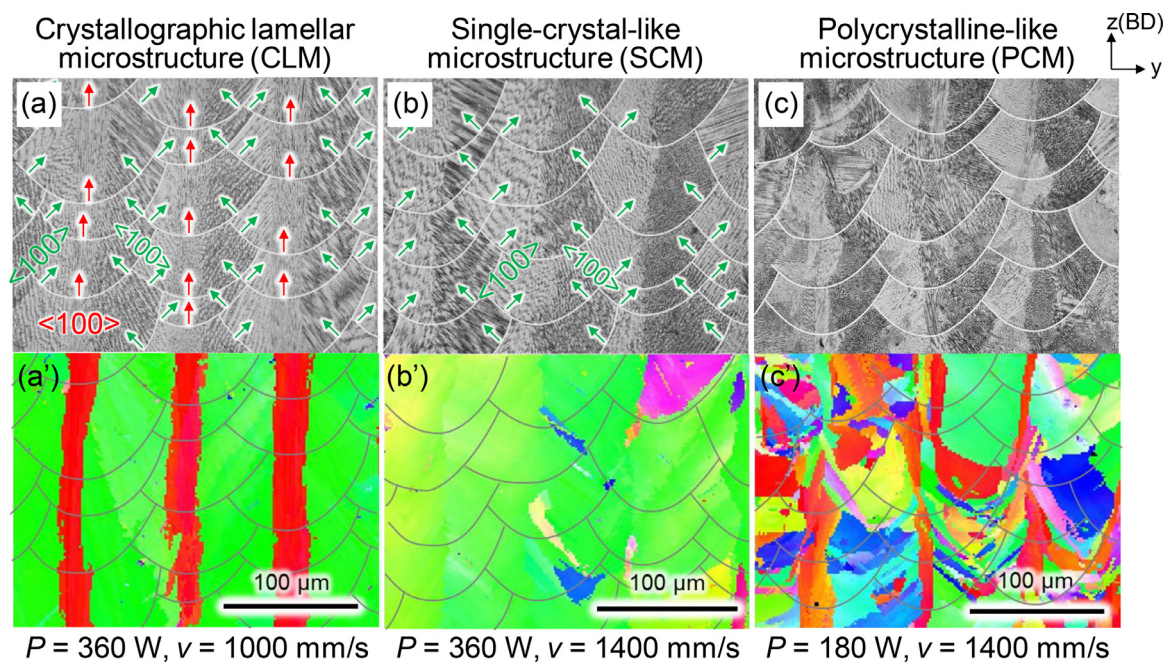 Crystallographic lamellar
microstructure (CLM)
Single-crystal-like
microstructure (SCM)
Polycrystalline-like
microstructure (PCM)
z(BD)
y
(a)
(b)
(c)
<100>
<100>
<100>
<100>
<100>
(a’)
(b’)
(c’)
100 µm
100 µm
100 µm
P = 360 W, v = 1000 mm/s
P = 360 W, v = 1400 mm/s
P = 180 W, v = 1400 mm/s